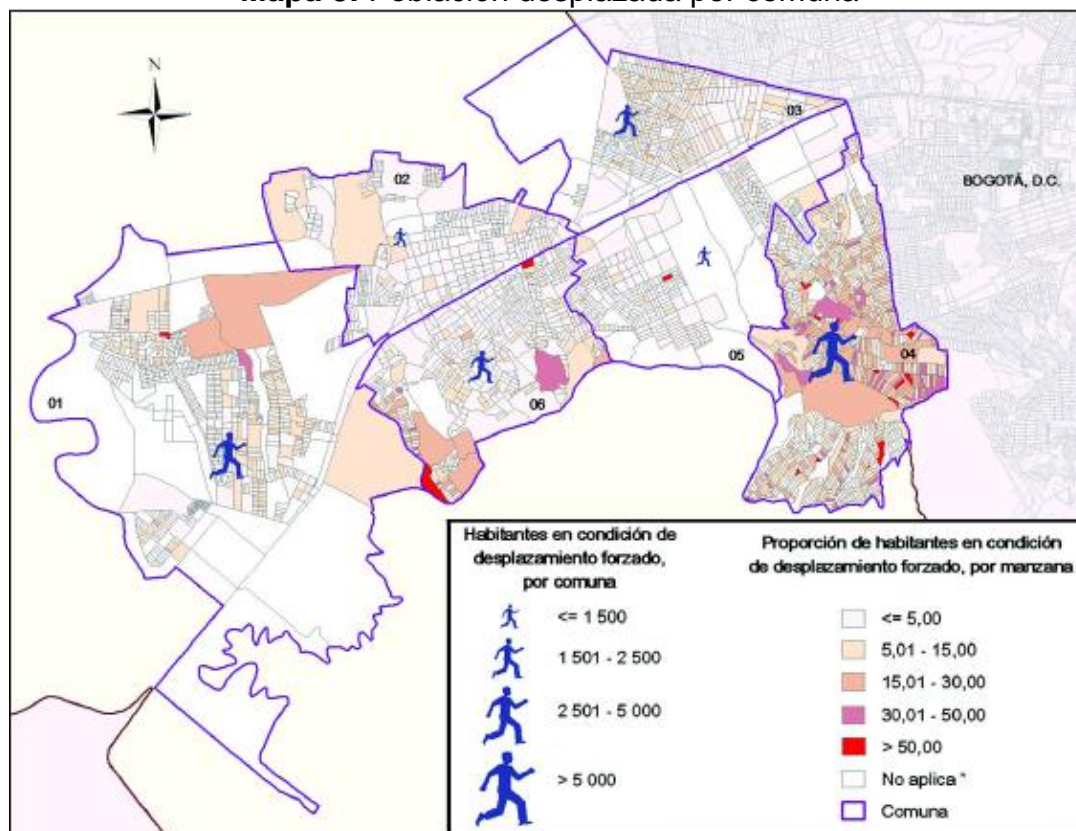 Mapa 3. Población desplazada por comuna
N
03
02
BOGOTÁ, D.C.
04
05
01
06
Habitantes en condición de
desplazamiento forzado,
por comuna
<= 1 500
1 501 - 2 500
2 501 - 5 000
> 5 000
Proporción de habitantes en condición
de desplazamiento forzado, por manzana
<= 5,00
5,01 - 15,00
15,01 - 30,00
30,01 - 50,00
> 50,00
No aplica *
Comuna